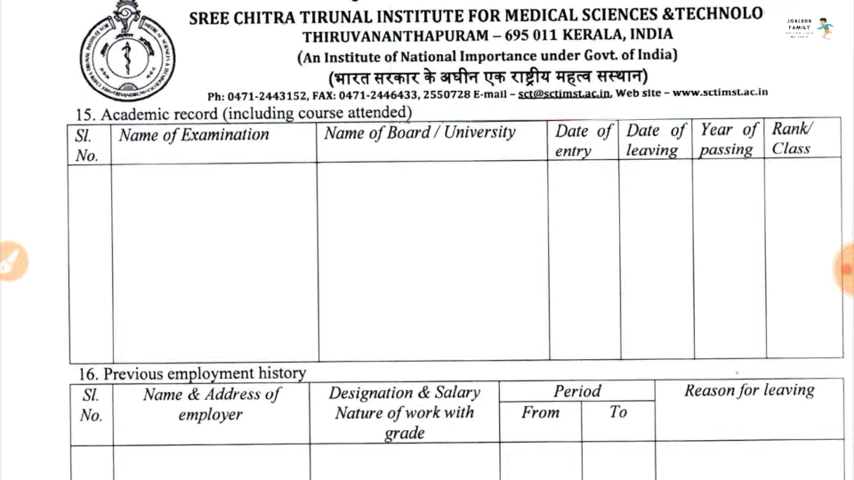 SREE CHITRA TIRUNAL INSTITUTE FOR MEDICAL SCIENCES &TECHNOLO
THIRUVANANTHAPURAM – 695 011 KERALA, INDIA
(An Institute of National Importance under Govt. of India)
(भारत सरकार के अधीन एक राष्ट्रीय महत्व संस्थान)
Ph: 0471-2443152, FAX: 0471-2446433, 2550728 E-mail – sct@sctimst.ac.in, Web site – www.sctimst.ac.in
JOBLESS
FAMILY
15. Academic record (including course attended)
Sl. No. Name of Examination Name of Board / University Date of entry Date of leaving Year of passing Rank/ Class
16. Previous employment history
Sl. No. Name & Address of employer Designation & Salary Nature of work with grade Period From To Reason for leaving